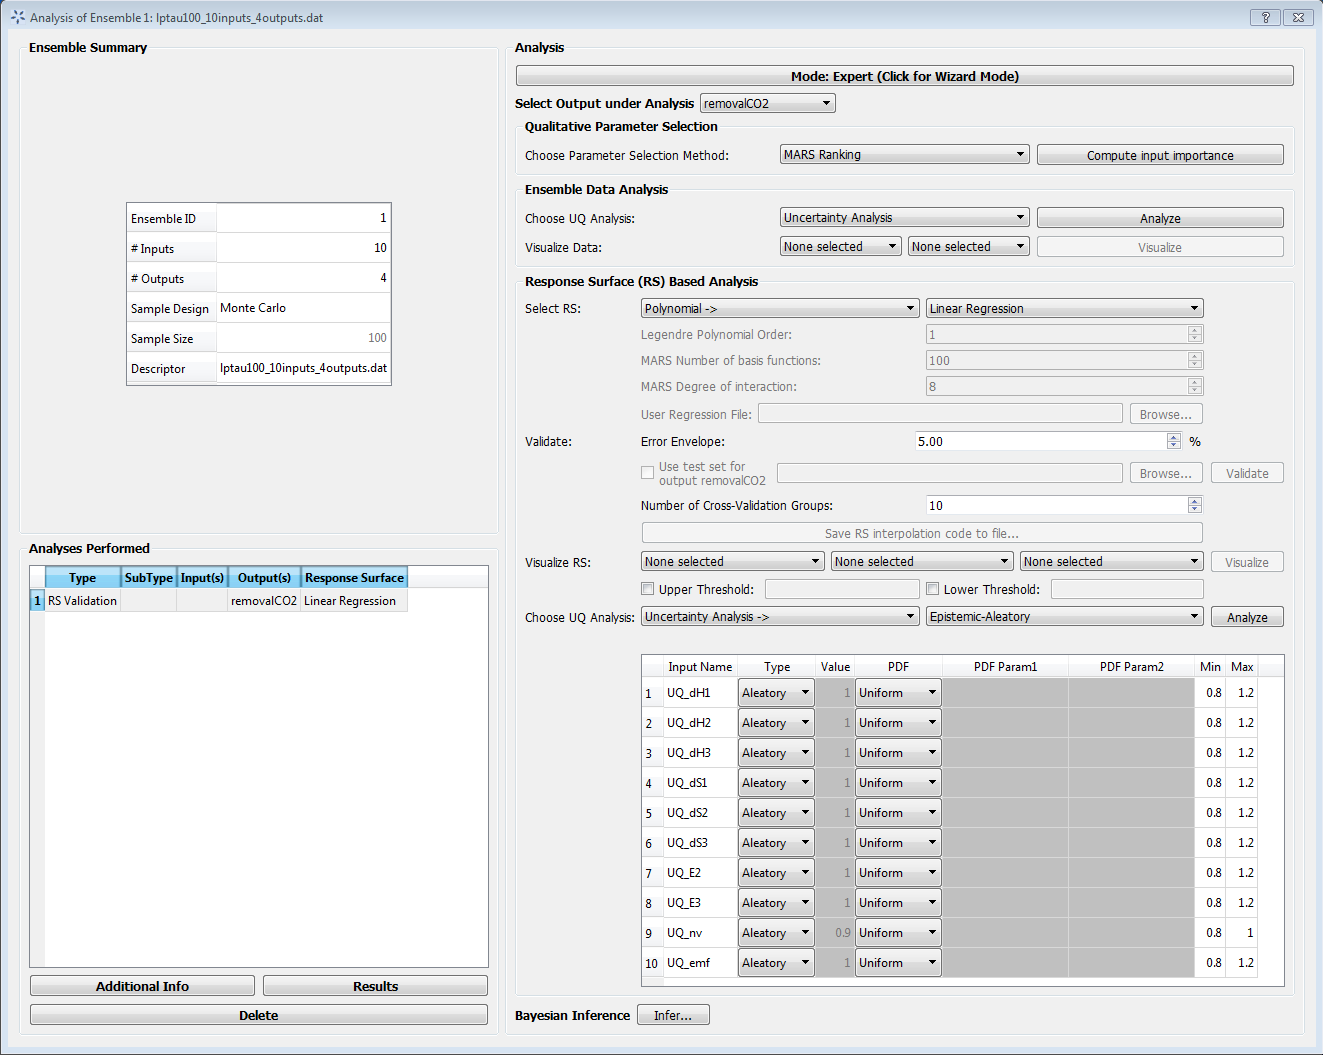 Analysis of Ensemble 1: lptau100_10inputs_4outputs.dat
Ensemble Summary
Ensemble ID 1
# Inputs 10
# Outputs 4
Sample Design Monte Carlo
Sample Size 100
Descriptor lptau100_10inputs_4outputs.dat
Analyses Performed
Type SubType Input(s) Output(s) Response Surface
1 RS Validation removalCO2 Linear Regression
Additional Info Results
Delete
Analysis
Mode: Expert (Click for Wizard Mode)
Select Output under Analysis removalCO2
Qualitative Parameter Selection
Choose Parameter Selection Method: MARS Ranking Compute input importance
Ensemble Data Analysis
Choose UQ Analysis: Uncertainty Analysis Analyze
Visualize Data: None selected None selected Visualize
Response Surface (RS) Based Analysis
Select RS: Polynomial -> Linear Regression
Legendre Polynomial Order: 1
MARS Number of basis functions: 100
MARS Degree of interaction: 8
User Regression File: Browse...
Validate: Error Envelope: 5.00 %
Use test set for
output removalCO2 Browse... Validate
Number of Cross-Validation Groups: 10
Save RS interpolation code to file...
Visualize RS: None selected None selected None selected Visualize
Upper Threshold: Lower Threshold:
Choose UQ Analysis: Uncertainty Analysis -> Epistemic-Aleatory Analyze
Input Name Type Value PDF PDF Param1 PDF Param2 Min Max
1 UQ_dH1 Aleatory 1 Uniform 0.8 1.2
2 UQ_dH2 Aleatory 1 Uniform 0.8 1.2
3 UQ_dH3 Aleatory 1 Uniform 0.8 1.2
4 UQ_dS1 Aleatory 1 Uniform 0.8 1.2
5 UQ_dS2 Aleatory 1 Uniform 0.8 1.2
6 UQ_dS3 Aleatory 1 Uniform 0.8 1.2
7 UQ_E2 Aleatory 1 Uniform 0.8 1.2
8 UQ_E3 Aleatory 1 Uniform 0.8 1.2
9 UQ_nv Aleatory 0.9 Uniform 0.8 1
10 UQ_emf Aleatory 1 Uniform 0.8 1.2
Bayesian Inference Infer...